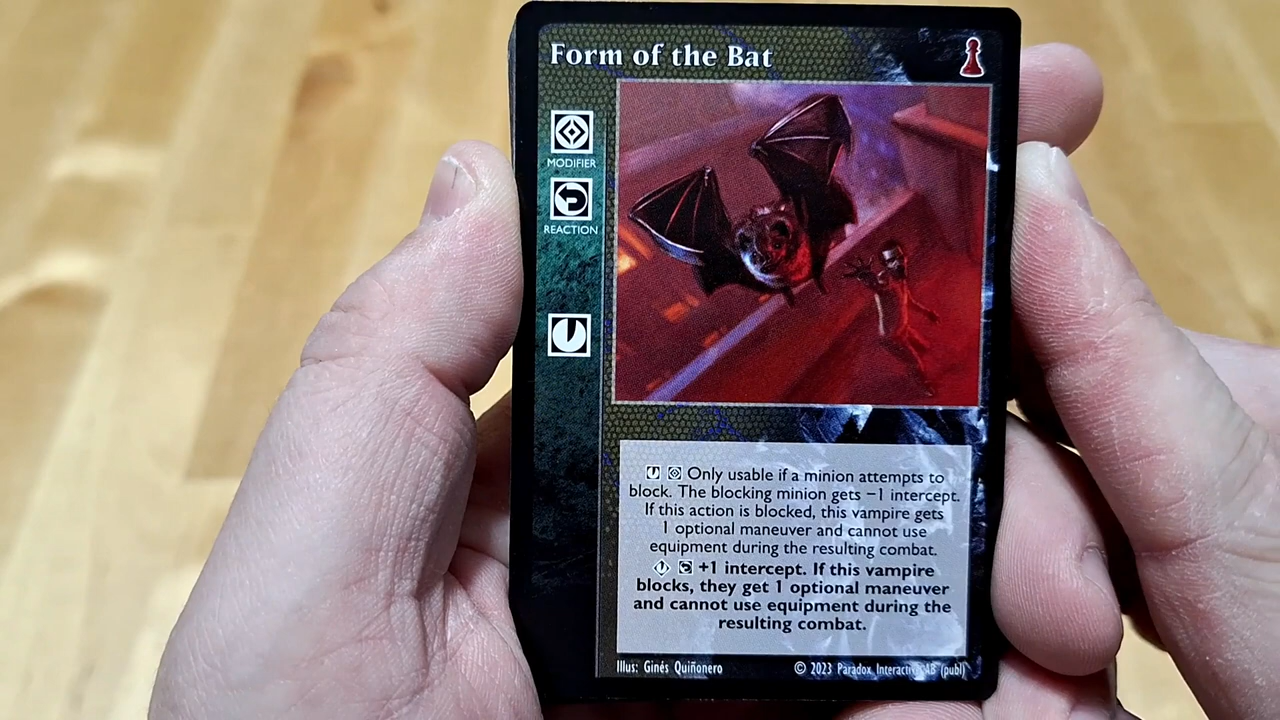 Form of the Bat
MODIFIER
REACTION
Only usable if a minion attempts to
block. The blocking minion gets −1 intercept.
If this action is blocked, this vampire gets
1 optional maneuver and cannot use
equipment during the resulting combat.
+1 intercept. If this vampire
blocks, they get 1 optional maneuver
and cannot use equipment during the
resulting combat.
Illus: Ginés Quiñonero
© 2023 Paradox Interactive AB (publ)